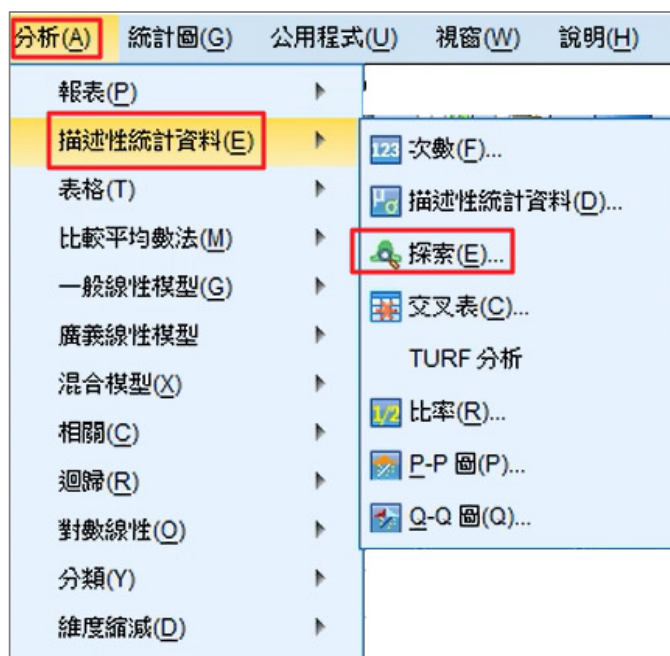 分析(A) 統計圖(G) 公用程式(U) 視窗(W) 說明(H)
報表(P)
描述性統計資料(E)
表格(T)
比較平均數法(M)
一般線性模型(G)
廣義線性模型
混合模型(X)
相關(C)
迴歸(R)
對數線性(O)
分類(Y)
維度縮減(D)
123 次數(F)...
描述性統計資料(D)...
探索(E)...
交叉表(C)...
TURF 分析
1/2 比率(R)...
P-P 圖(P)...
Q-Q 圖(Q)...